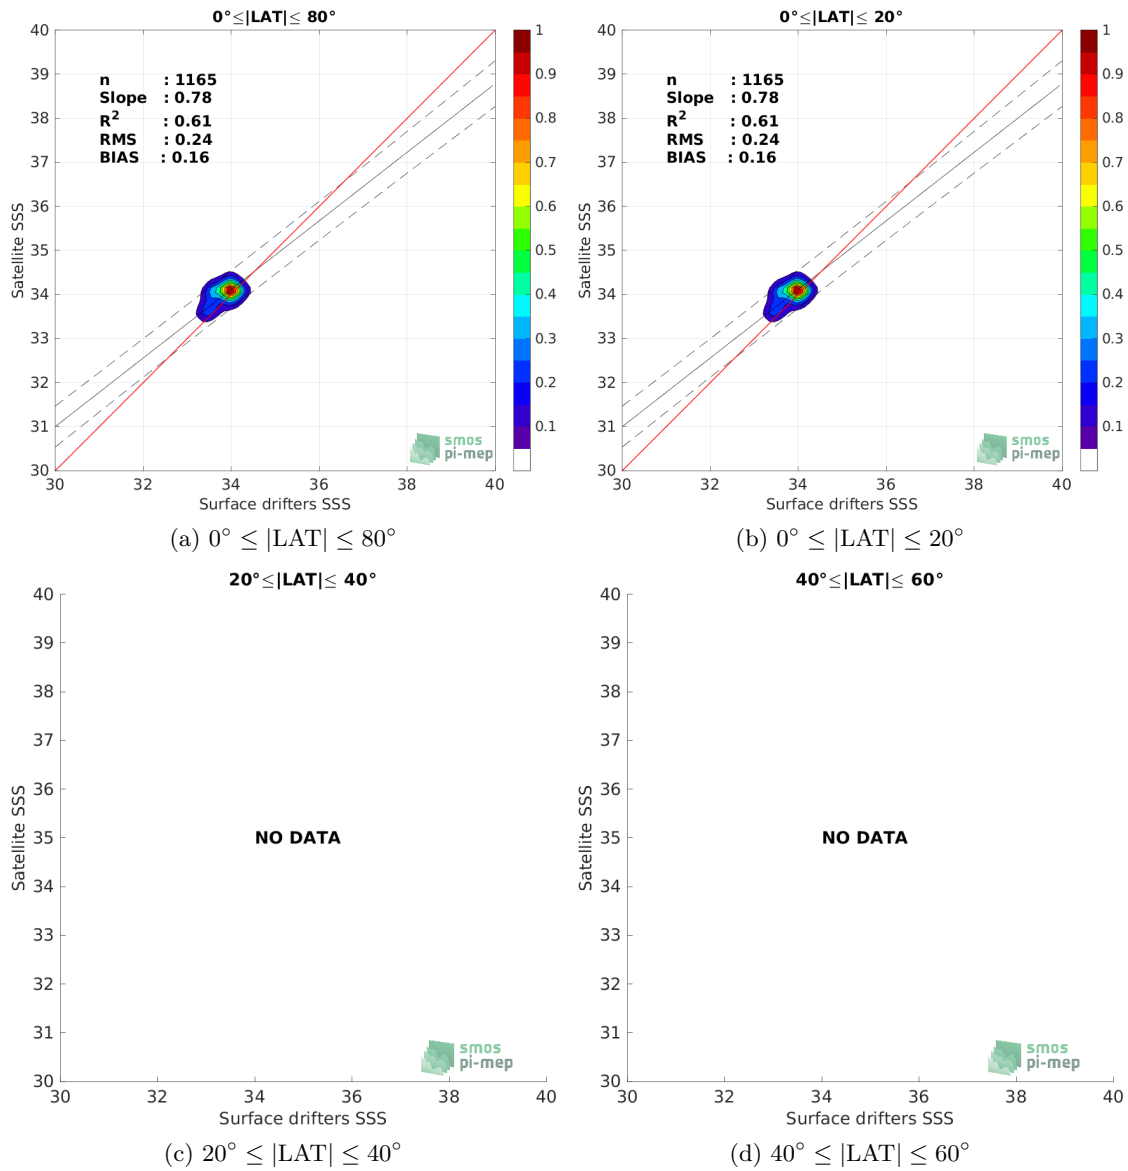 0°≤|LAT|≤ 80°
40
39
38
37
36
35
34
33
32
31
30
Satellite SSS
n : 1165
Slope : 0.78
R2 : 0.61
RMS : 0.24
BIAS : 0.16
smos
pi-mep
30 32 34 36 38 40
Surface drifters SSS
1
0.9
0.8
0.7
0.6
0.5
0.4
0.3
0.2
0.1
(a) 0° ≤ |LAT| ≤ 80°
0°≤|LAT|≤ 20°
40
39
38
37
36
35
34
33
32
31
30
Satellite SSS
n : 1165
Slope : 0.78
R2 : 0.61
RMS : 0.24
BIAS : 0.16
smos
pi-mep
30 32 34 36 38 40
Surface drifters SSS
1
0.9
0.8
0.7
0.6
0.5
0.4
0.3
0.2
0.1
(b) 0° ≤ |LAT| ≤ 20°
20°≤|LAT|≤ 40°
40
39
38
37
36
35
34
33
32
31
30
Satellite SSS
NO DATA
smos
pi-mep
30 32 34 36 38 40
Surface drifters SSS
(c) 20° ≤ |LAT| ≤ 40°
40°≤|LAT|≤ 60°
40
39
38
37
36
35
34
33
32
31
30
Satellite SSS
NO DATA
smos
pi-mep
30 32 34 36 38 40
Surface drifters SSS
(d) 40° ≤ |LAT| ≤ 60°